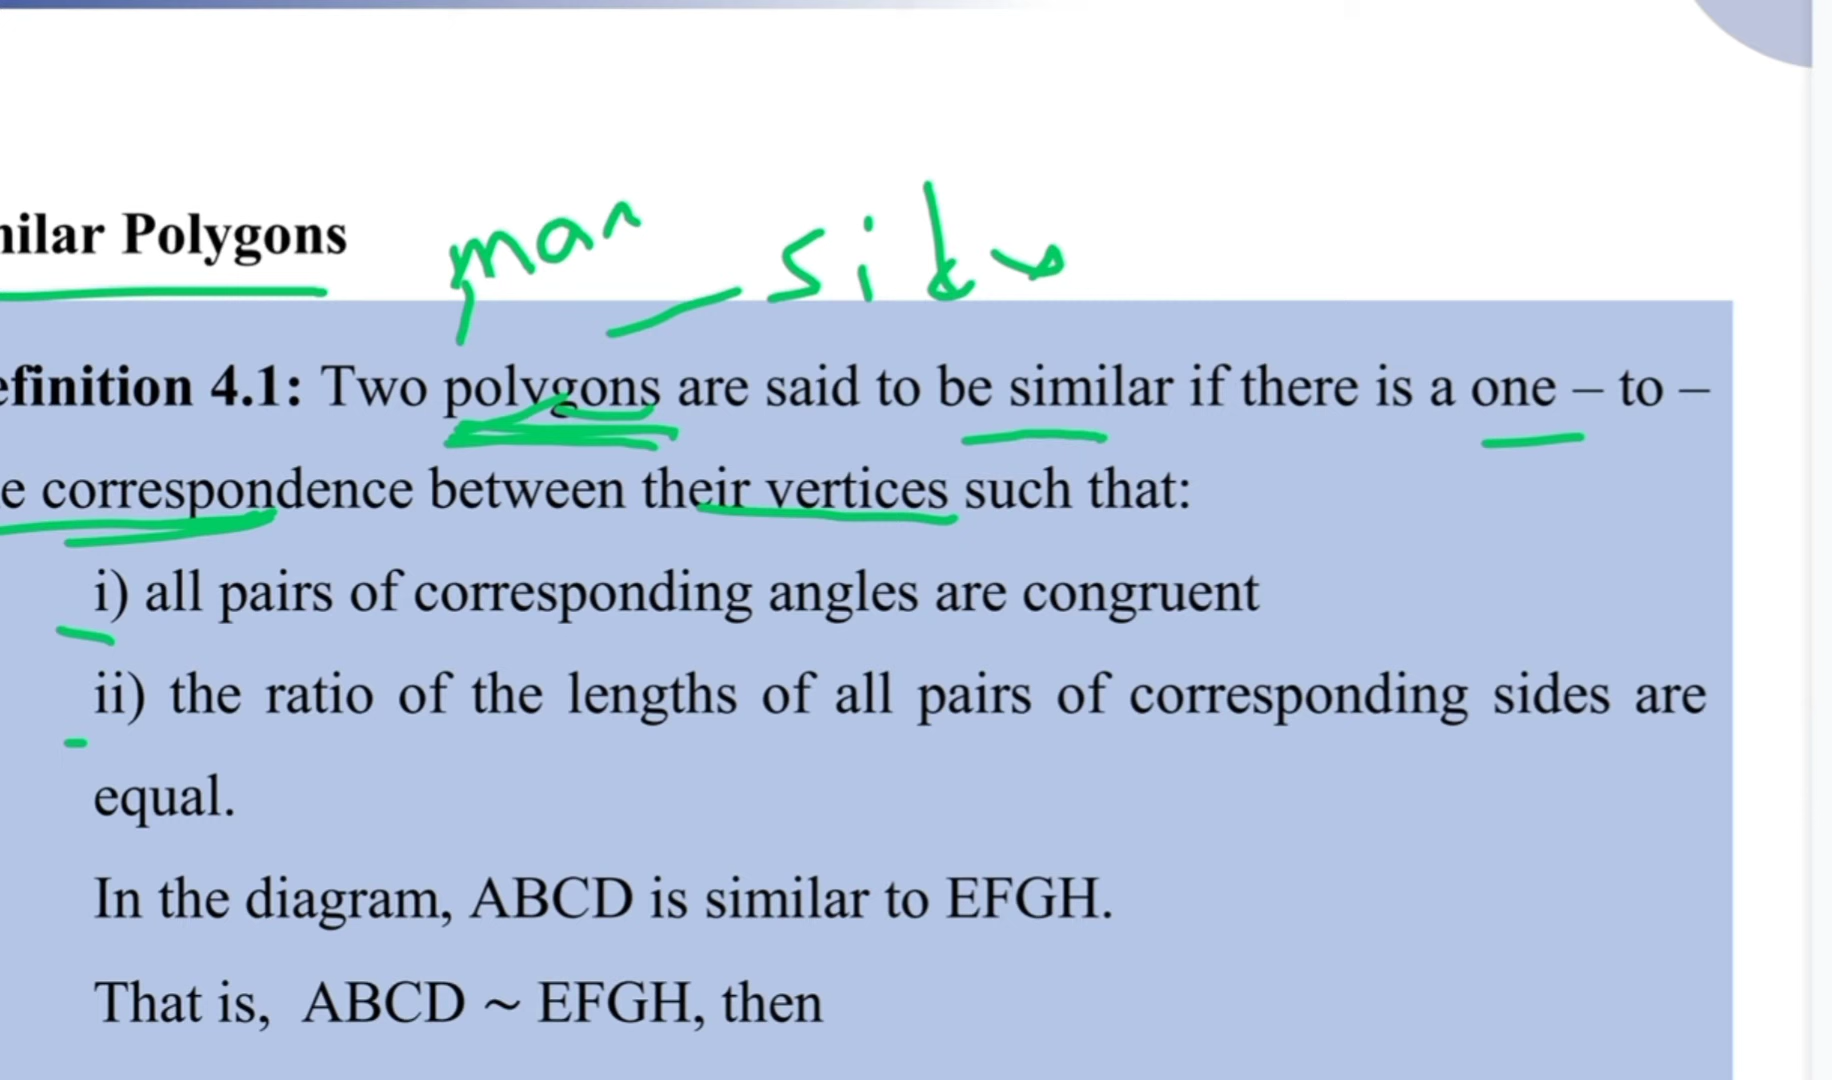 milar Polygons
man sides
efinition 4.1: Two polygons are said to be similar if there is a one – to –
e correspondence between their vertices such that:
i) all pairs of corresponding angles are congruent
ii) the ratio of the lengths of all pairs of corresponding sides are
equal.
In the diagram, ABCD is similar to EFGH.
That is, ABCD ~ EFGH, then